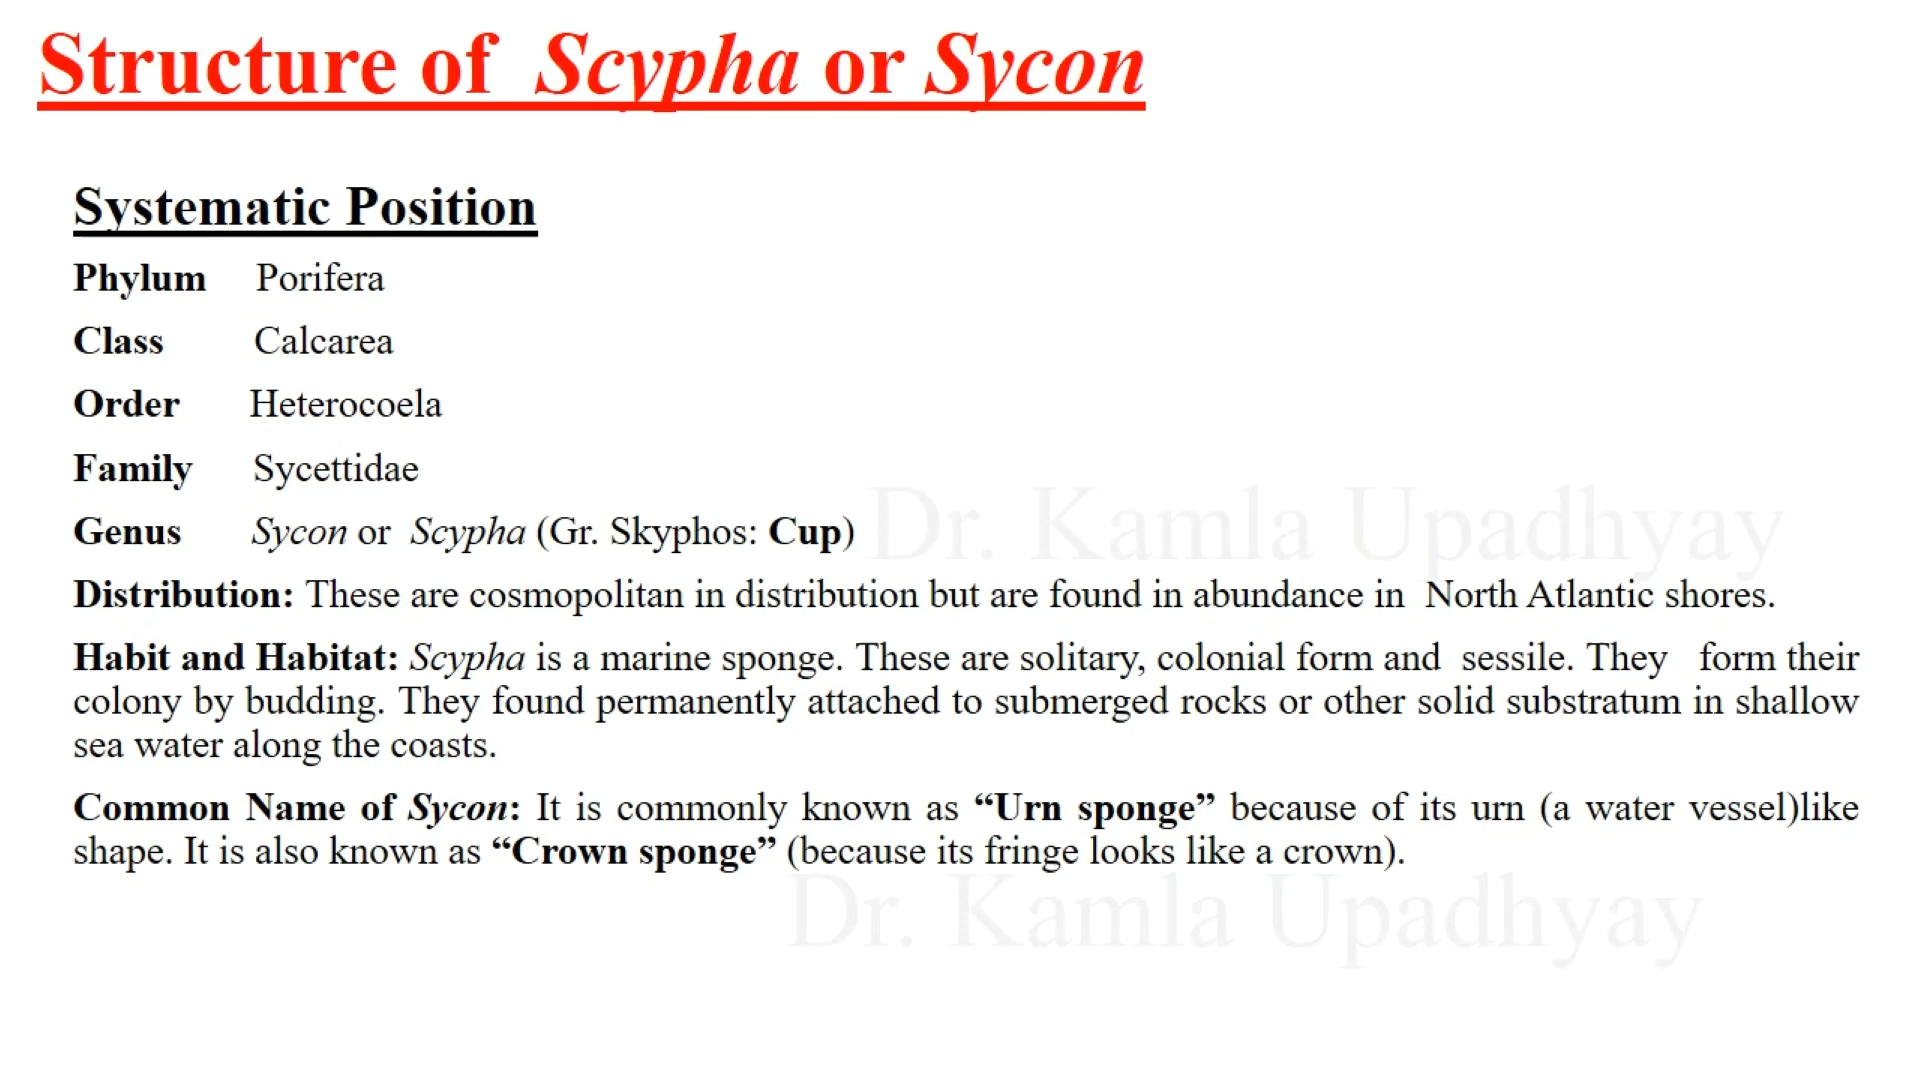 Structure of Scypha or Sycon
Systematic Position
Phylum Porifera
Class Calcarea
Order Heterocoela
Family Sycettidae
Genus Sycon or Scypha (Gr. Skyphos: Cup)
Dr. Kamla Upadhyay
Distribution: These are cosmopolitan in distribution but are found in abundance in North Atlantic shores.
Habit and Habitat: Scypha is a marine sponge. These are solitary, colonial form and sessile. They form their
colony by budding. They found permanently attached to submerged rocks or other solid substratum in shallow
sea water along the coasts.
Common Name of Sycon: It is commonly known as “Urn sponge” because of its urn (a water vessel)like
shape. It is also known as “Crown sponge” (because its fringe looks like a crown).
Dr. Kamla Upadhyay